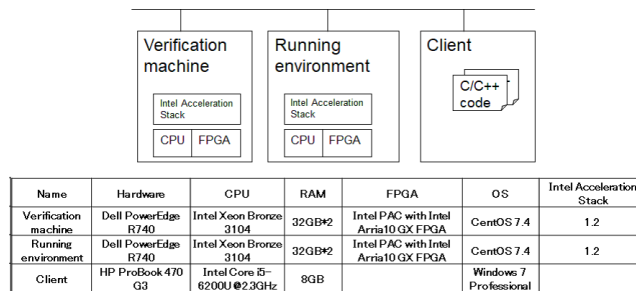 Verification
machine
Intel Acceleration
Stack
CPU FPGA
Running
environment
Intel Acceleration
Stack
CPU FPGA
Client
C/C++
code
Name Hardware CPU RAM FPGA OS Intel Acceleration Stack
Verification machine Dell PowerEdge R740 Intel Xeon Bronze 3104 32GB*2 Intel PAC with Intel Arria10 GX FPGA CentOS 7.4 1.2
Running environment Dell PowerEdge R740 Intel Xeon Bronze 3104 32GB*2 Intel PAC with Intel Arria10 GX FPGA CentOS 7.4 1.2
Client HP ProBook 470 G3 Intel Core i5-6200U @2.3GHz 8GB Windows 7 Professional